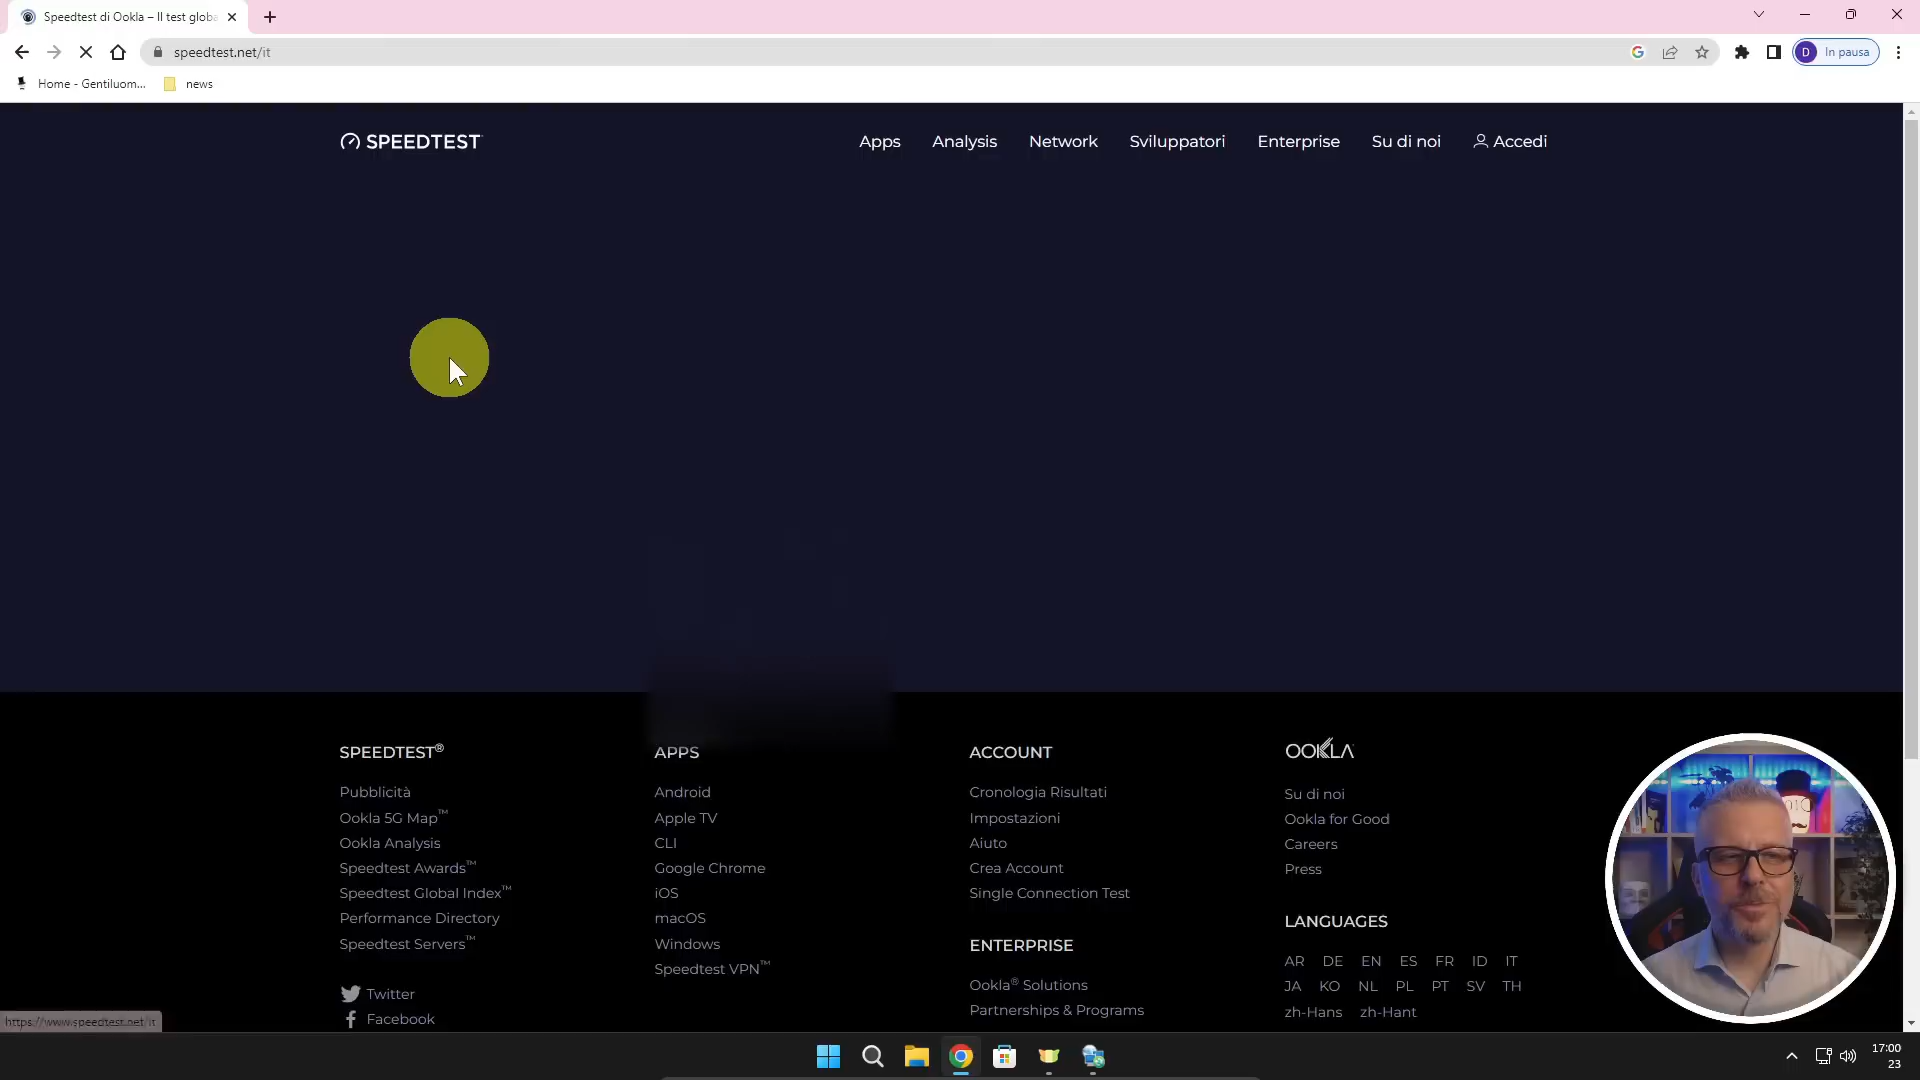 Speedtest di Ookla – Il test globa
speedtest.net/it
D In pausa
Home - Gentiluom...
news
SPEEDTEST
Apps
Analysis
Network
Sviluppatori
Enterprise
Su di noi
Accedi
SPEEDTEST®
Pubblicità
Ookla 5G Map™
Ookla Analysis
Speedtest Awards™
Speedtest Global Index™
Performance Directory
Speedtest Servers™
Twitter
Facebook
APPS
Android
Apple TV
CLI
Google Chrome
iOS
macOS
Windows
Speedtest VPN™
ACCOUNT
Cronologia Risultati
Impostazioni
Aiuto
Crea Account
Single Connection Test
ENTERPRISE
Ookla® Solutions
Partnerships & Programs
OOKLA
Su di noi
Ookla for Good
Careers
Press
LANGUAGES
AR DE EN ES FR ID IT
JA KO NL PL PT SV TH
zh-Hans zh-Hant
https://www.speedtest.net/it
17:00
23